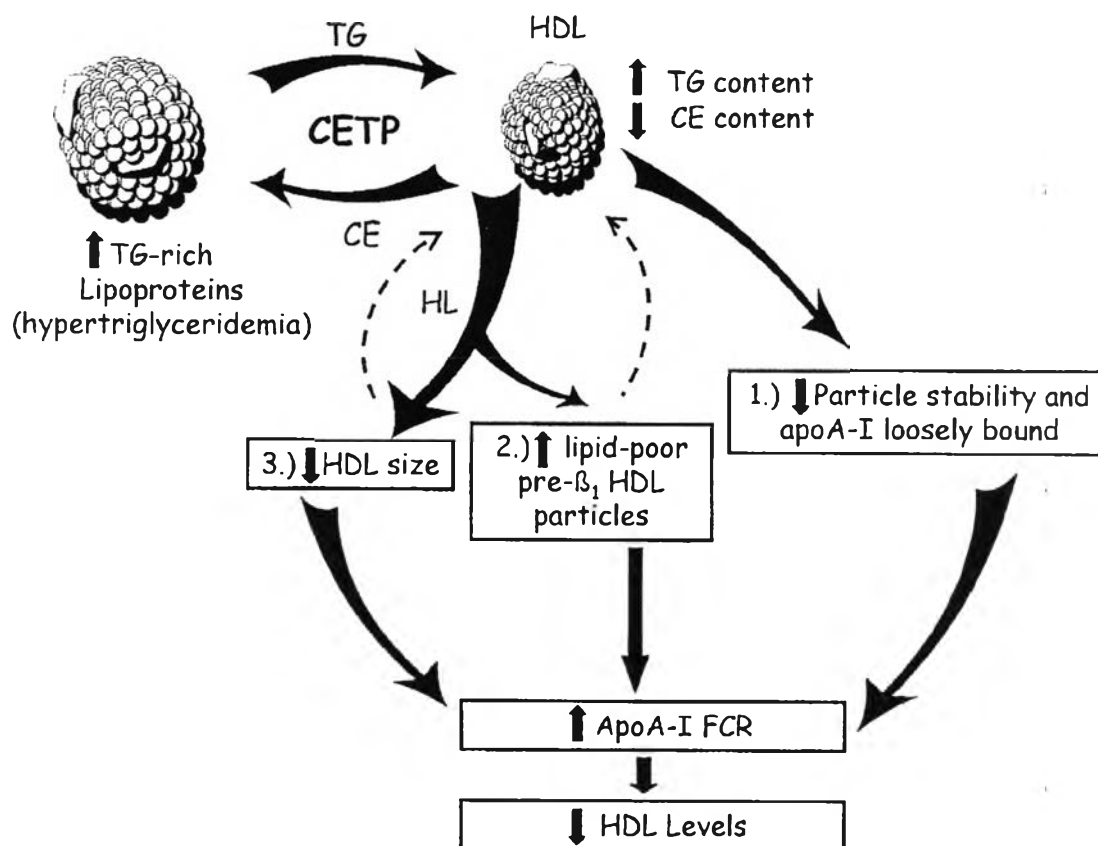 TG
HDL
⬆ TG content
⬇ CE content
CETP
CE
⬆ TG-rich
Lipoproteins
(hypertriglyceridemia)
HL
1.) ⬇ Particle stability and
apoA-I loosely bound
2.) ⬆ lipid-poor
pre-ß₁ HDL
particles
3.) ⬇ HDL size
⬆ ApoA-I FCR
⬇ HDL Levels